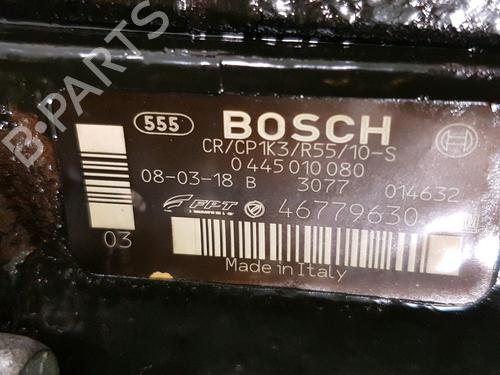 B-PARTS
555 BOSCH
CR/CP1K3/R55/10-S
0 445 010 080
08-03-18 B 3077 014632
FPT 46779630
03
Made in Italy